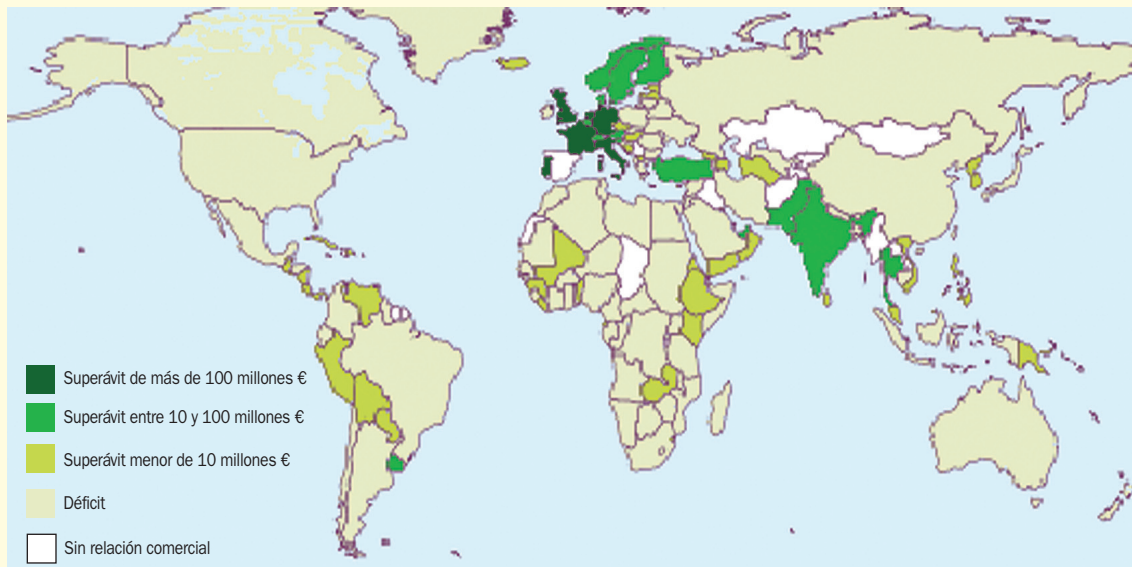 Superávit de más de 100 millones €
Superávit entre 10 y 100 millones €
Superávit menor de 10 millones €
Déficit
Sin relación comercial